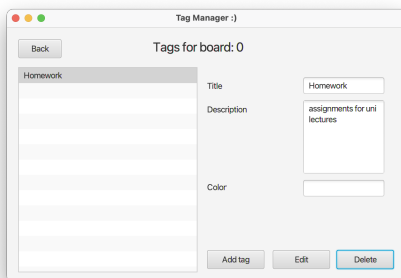 Tag Manager :)
Back
Tags for board: 0
Homework
Title
Homework
Description
assignments for uni
lectures
Color
Add tag
Edit
Delete